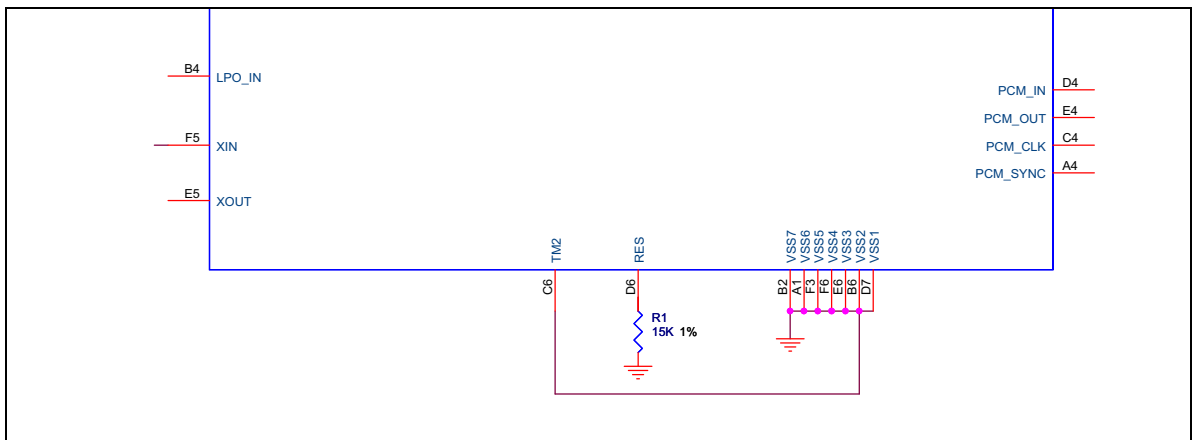 B4 LPO_IN
F5 XIN
E5 XOUT
PCM_IN D4
PCM_OUT E4
PCM_CLK C4
PCM_SYNC A4
TM2
RES
VSS7
VSS6
VSS5
VSS4
VSS3
VSS2
VSS1
C6
D6
B2
A1
F3
F6
E6
B6
D7
R1
15K 1%